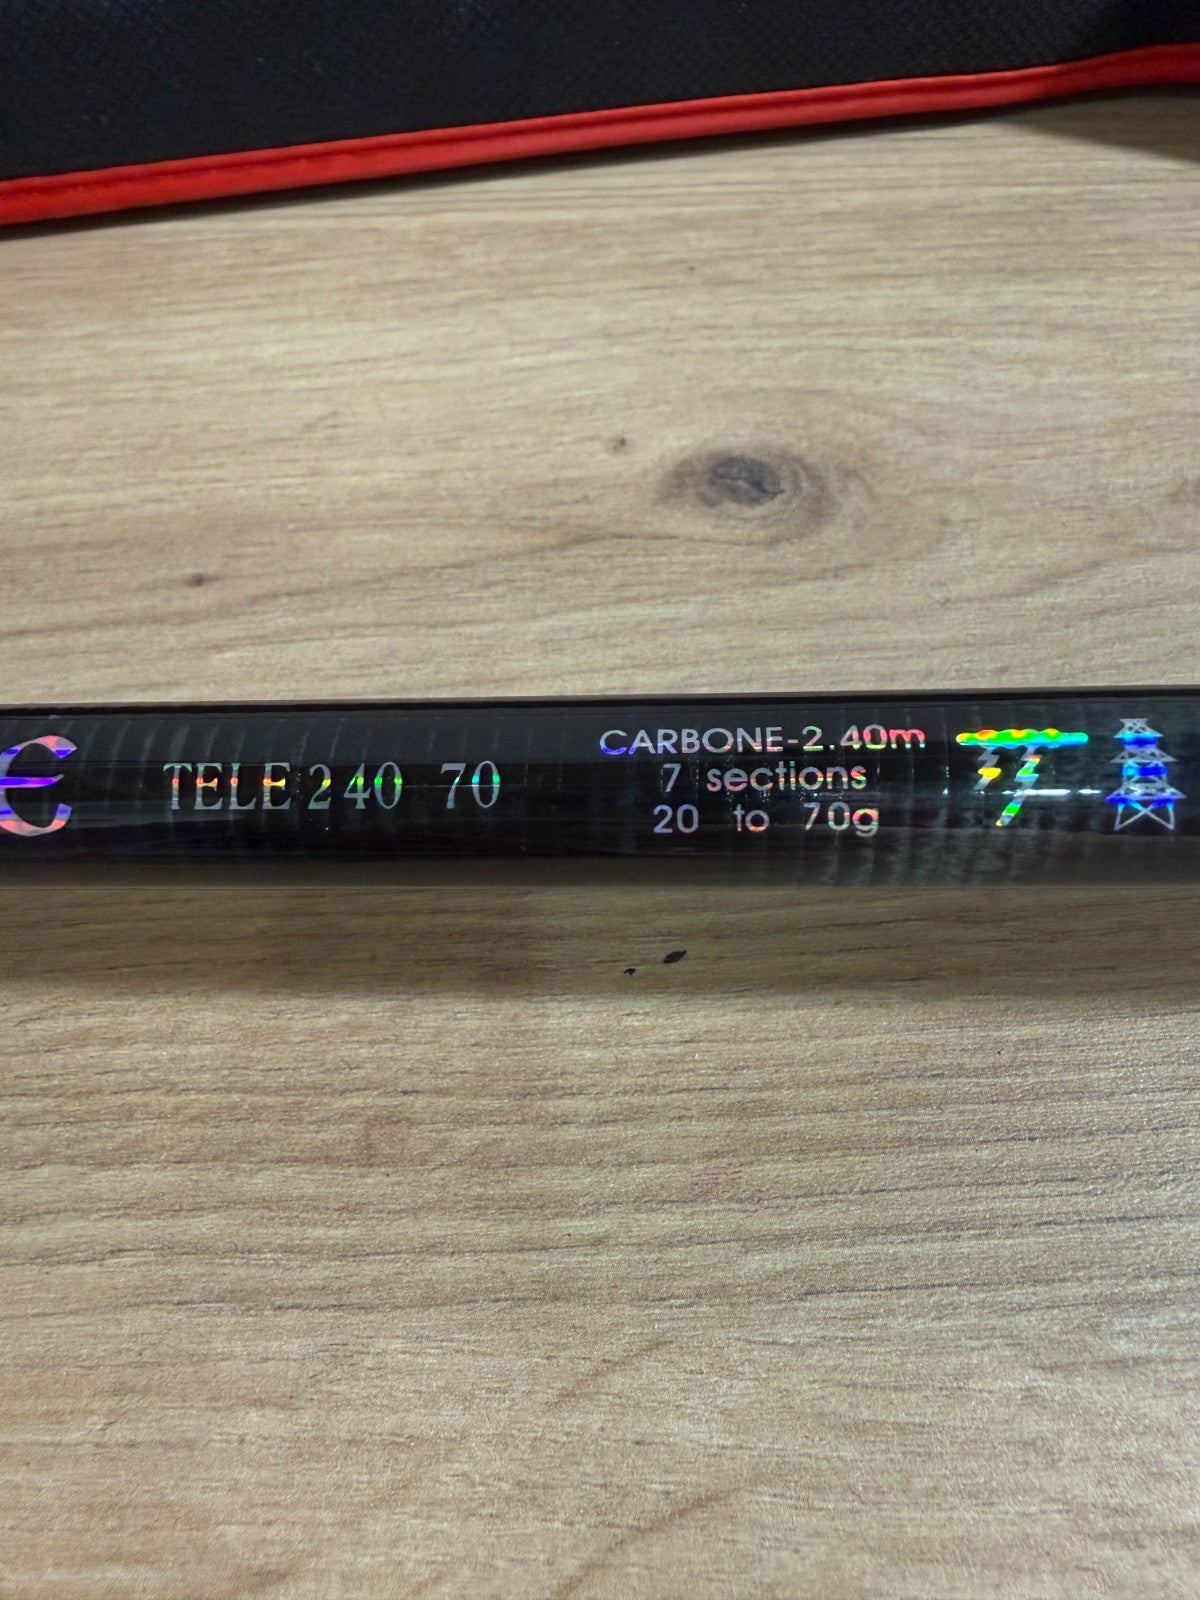 E
TELE 240 70
CARBONE-2.40m
7 sections
20 to 70g